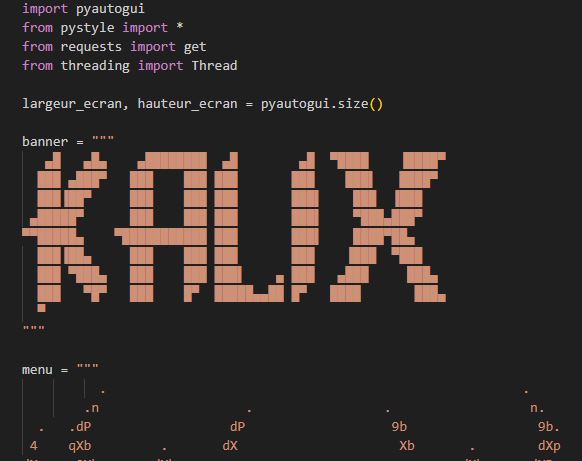 import pyautogui
from pystyle import *
from requests import get
from threading import Thread
largeur_ecran, hauteur_ecran = pyautogui.size()
banner = """
"""
menu = """
. .
.n . . n.
. .dP dP 9b 9b.
4 qXb . dX Xb . dXp